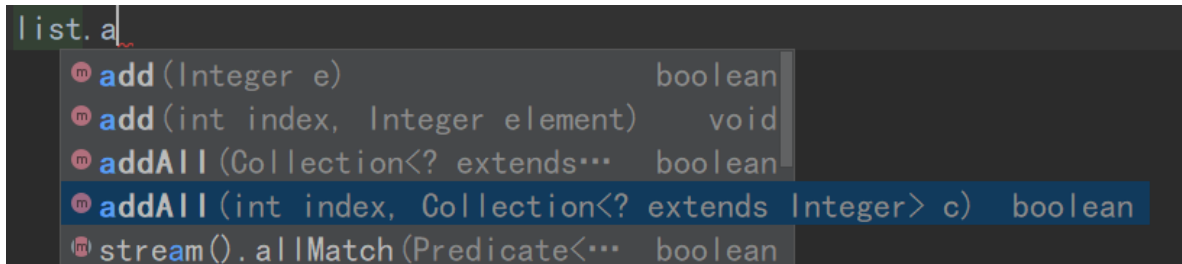 list.a
m add(Integer e) boolean
m add(int index, Integer element) void
m addAll(Collection<? extends… boolean
m addAll(int index, Collection<? extends Integer> c) boolean
m stream().allMatch(Predicate<… boolean